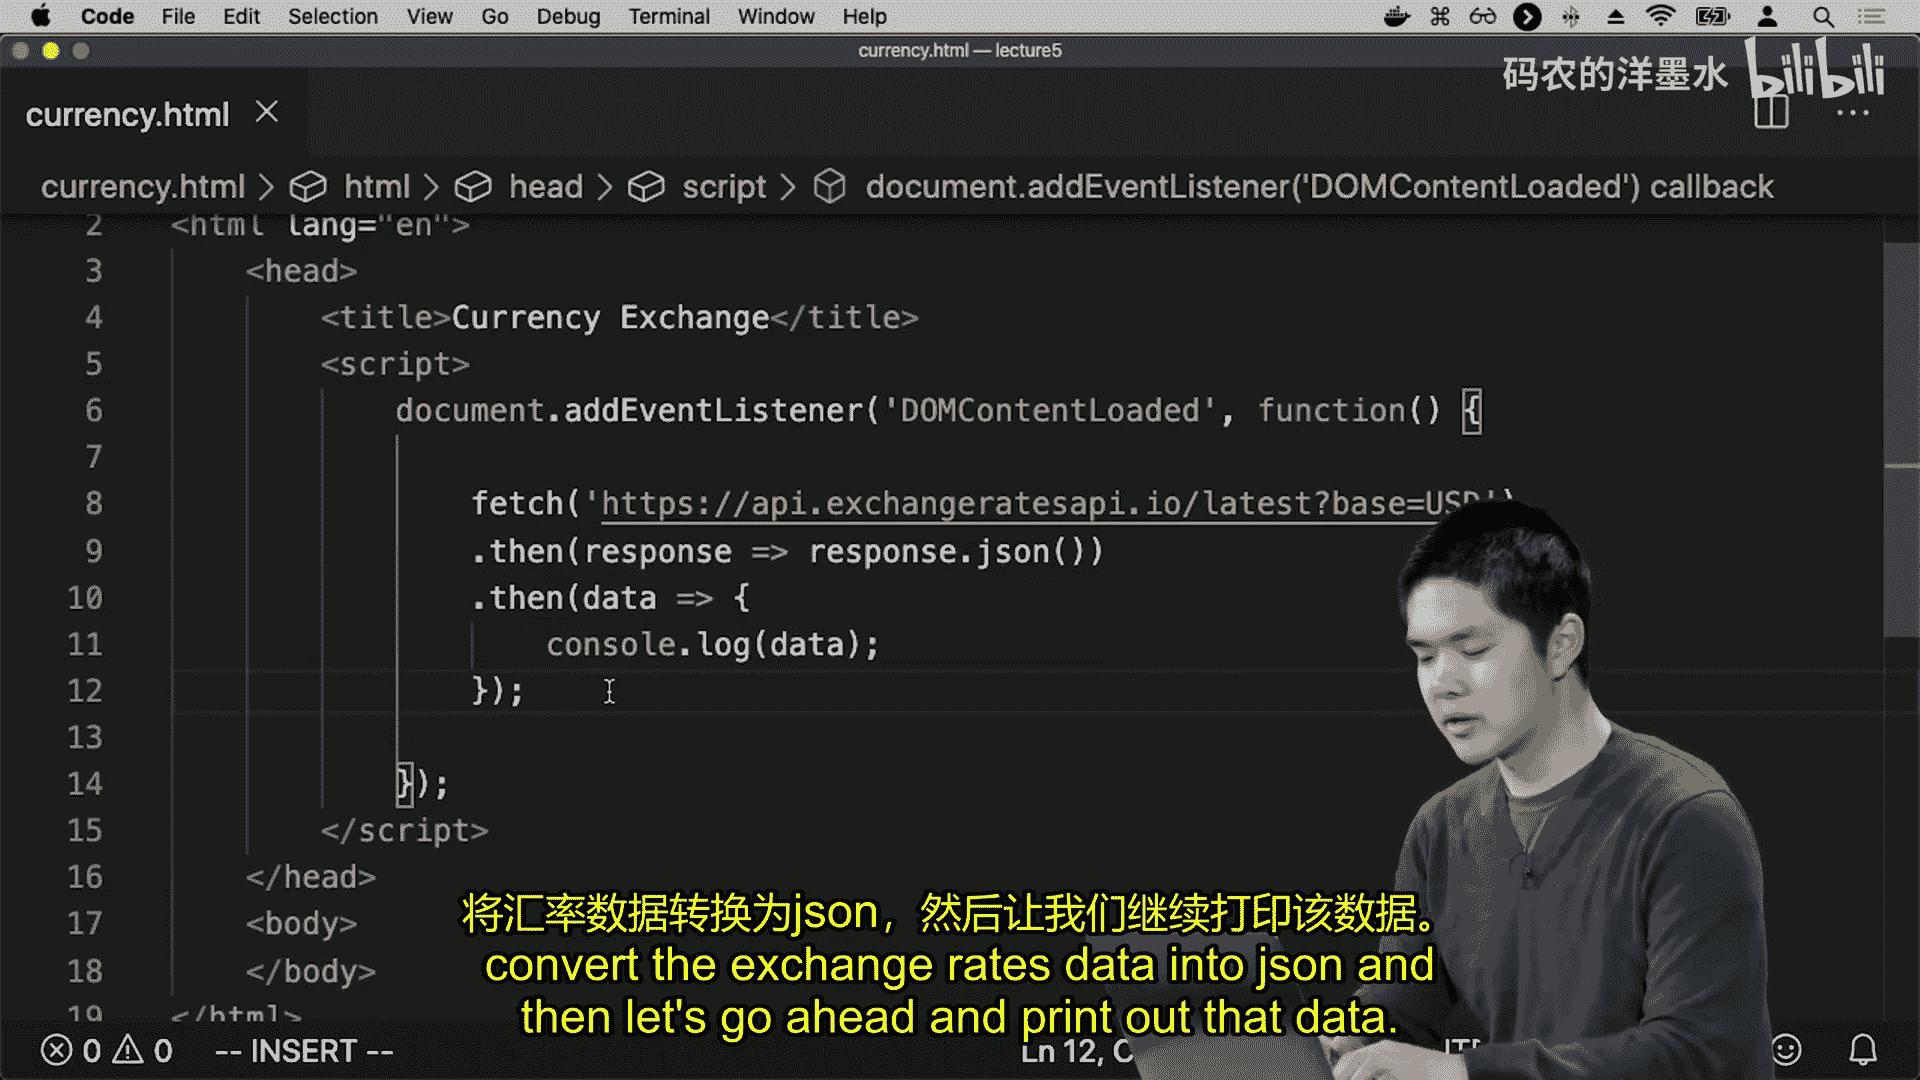 Code File Edit Selection View Go Debug Terminal Window Help
currency.html — lecture5
码农的洋墨水 bilibili
currency.html
currency.html > html > head > script > document.addEventListener('DOMContentLoaded') callback
2 <html lang="en">
3 <head>
4 <title>Currency Exchange</title>
5 <script>
6 document.addEventListener('DOMContentLoaded', function() {
7
8 fetch('https://api.exchangeratesapi.io/latest?base=USD')
9 .then(response => response.json())
10 .then(data => {
11 console.log(data);
12 });
13
14 });
15 </script>
16 </head>
17 <body>
18 </body>
19 </html>
将汇率数据转换为json，然后让我们继续打印该数据。
convert the exchange rates data into json and
then let's go ahead and print out that data.
0 0 -- INSERT -- Ln 12,